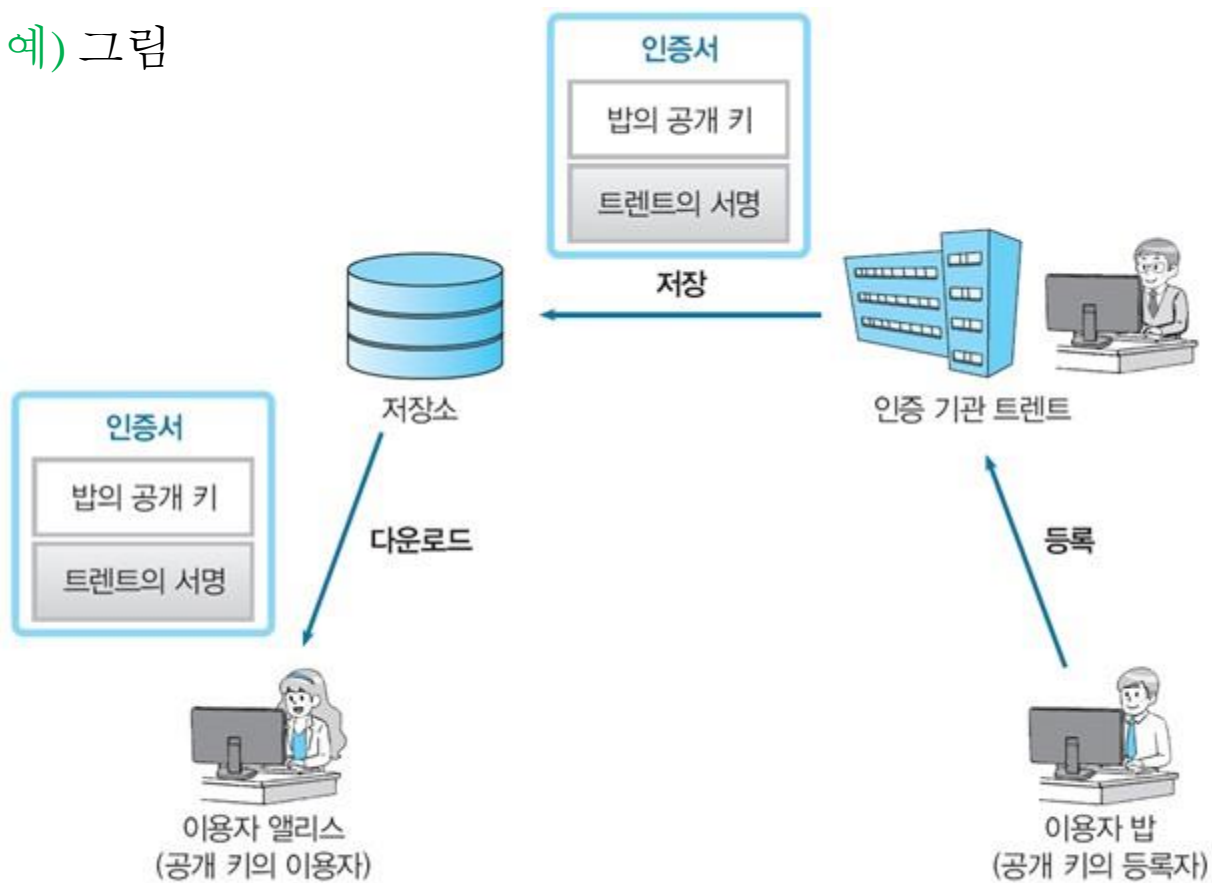 예) 그림
인증서
밥의 공개 키
트렌트의 서명
저장
저장소
인증 기관 트렌트
인증서
밥의 공개 키
트렌트의 서명
다운로드
등록
이용자 앨리스
(공개 키의 이용자)
이용자 밥
(공개 키의 등록자)